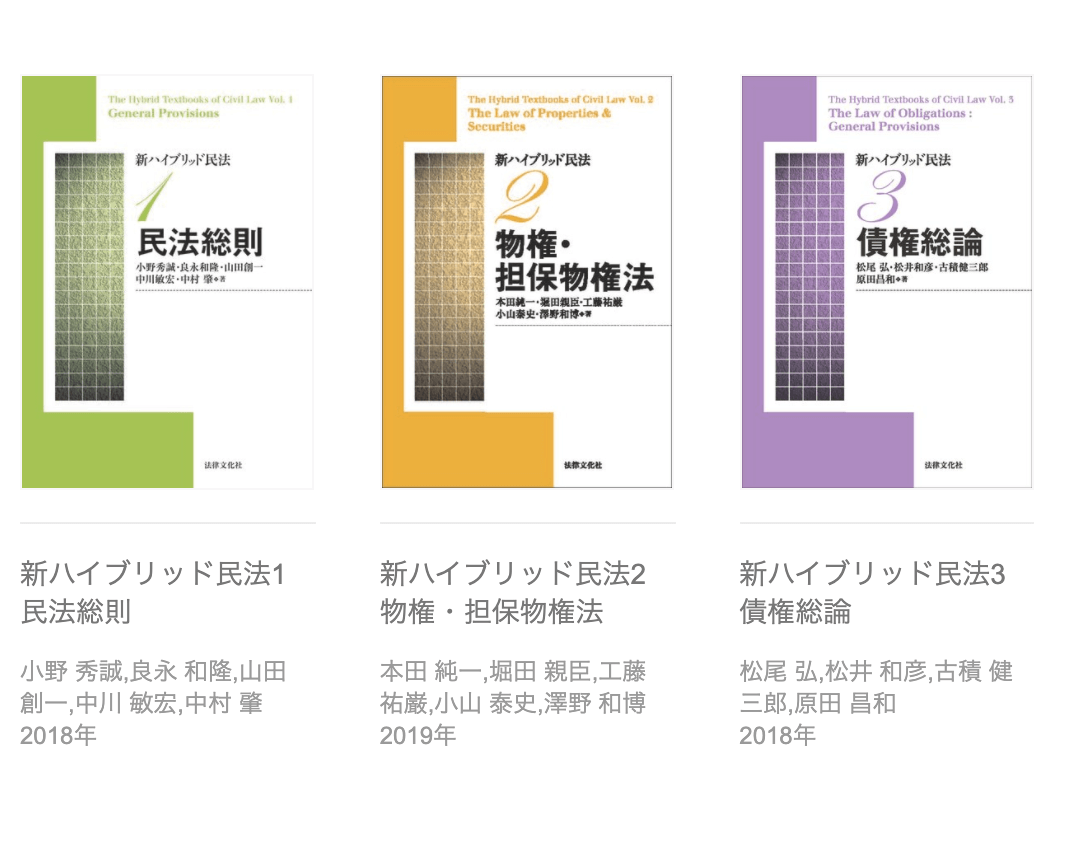 The Hybrid Textbooks of Civil Law Vol. 1
General Provisions
新ハイブリッド民法
1
民法総則
小野秀誠・良永和隆・山田創一
中川敏宏・中村 肇◆著
法律文化社
The Hybrid Textbooks of Civil Law Vol. 2
The Law of Properties &
Securities
新ハイブリッド民法
2
物権・
担保物権法
本田純一・堀田親臣・工藤祐巌
小山泰史・澤野和博◆著
法律文化社
The Hybrid Textbooks of Civil Law Vol. 3
The Law of Obligations :
General Provisions
新ハイブリッド民法
3
債権総論
松尾 弘・松井和彦・古積健三郎
原田昌和◆著
法律文化社
新ハイブリッド民法1
民法総則
小野 秀誠,良永 和隆,山田
創一,中川 敏宏,中村 肇
2018年
新ハイブリッド民法2
物権・担保物権法
本田 純一,堀田 親臣,工藤
祐巌,小山 泰史,澤野 和博
2019年
新ハイブリッド民法3
債権総論
松尾 弘,松井 和彦,古積 健
三郎,原田 昌和
2018年